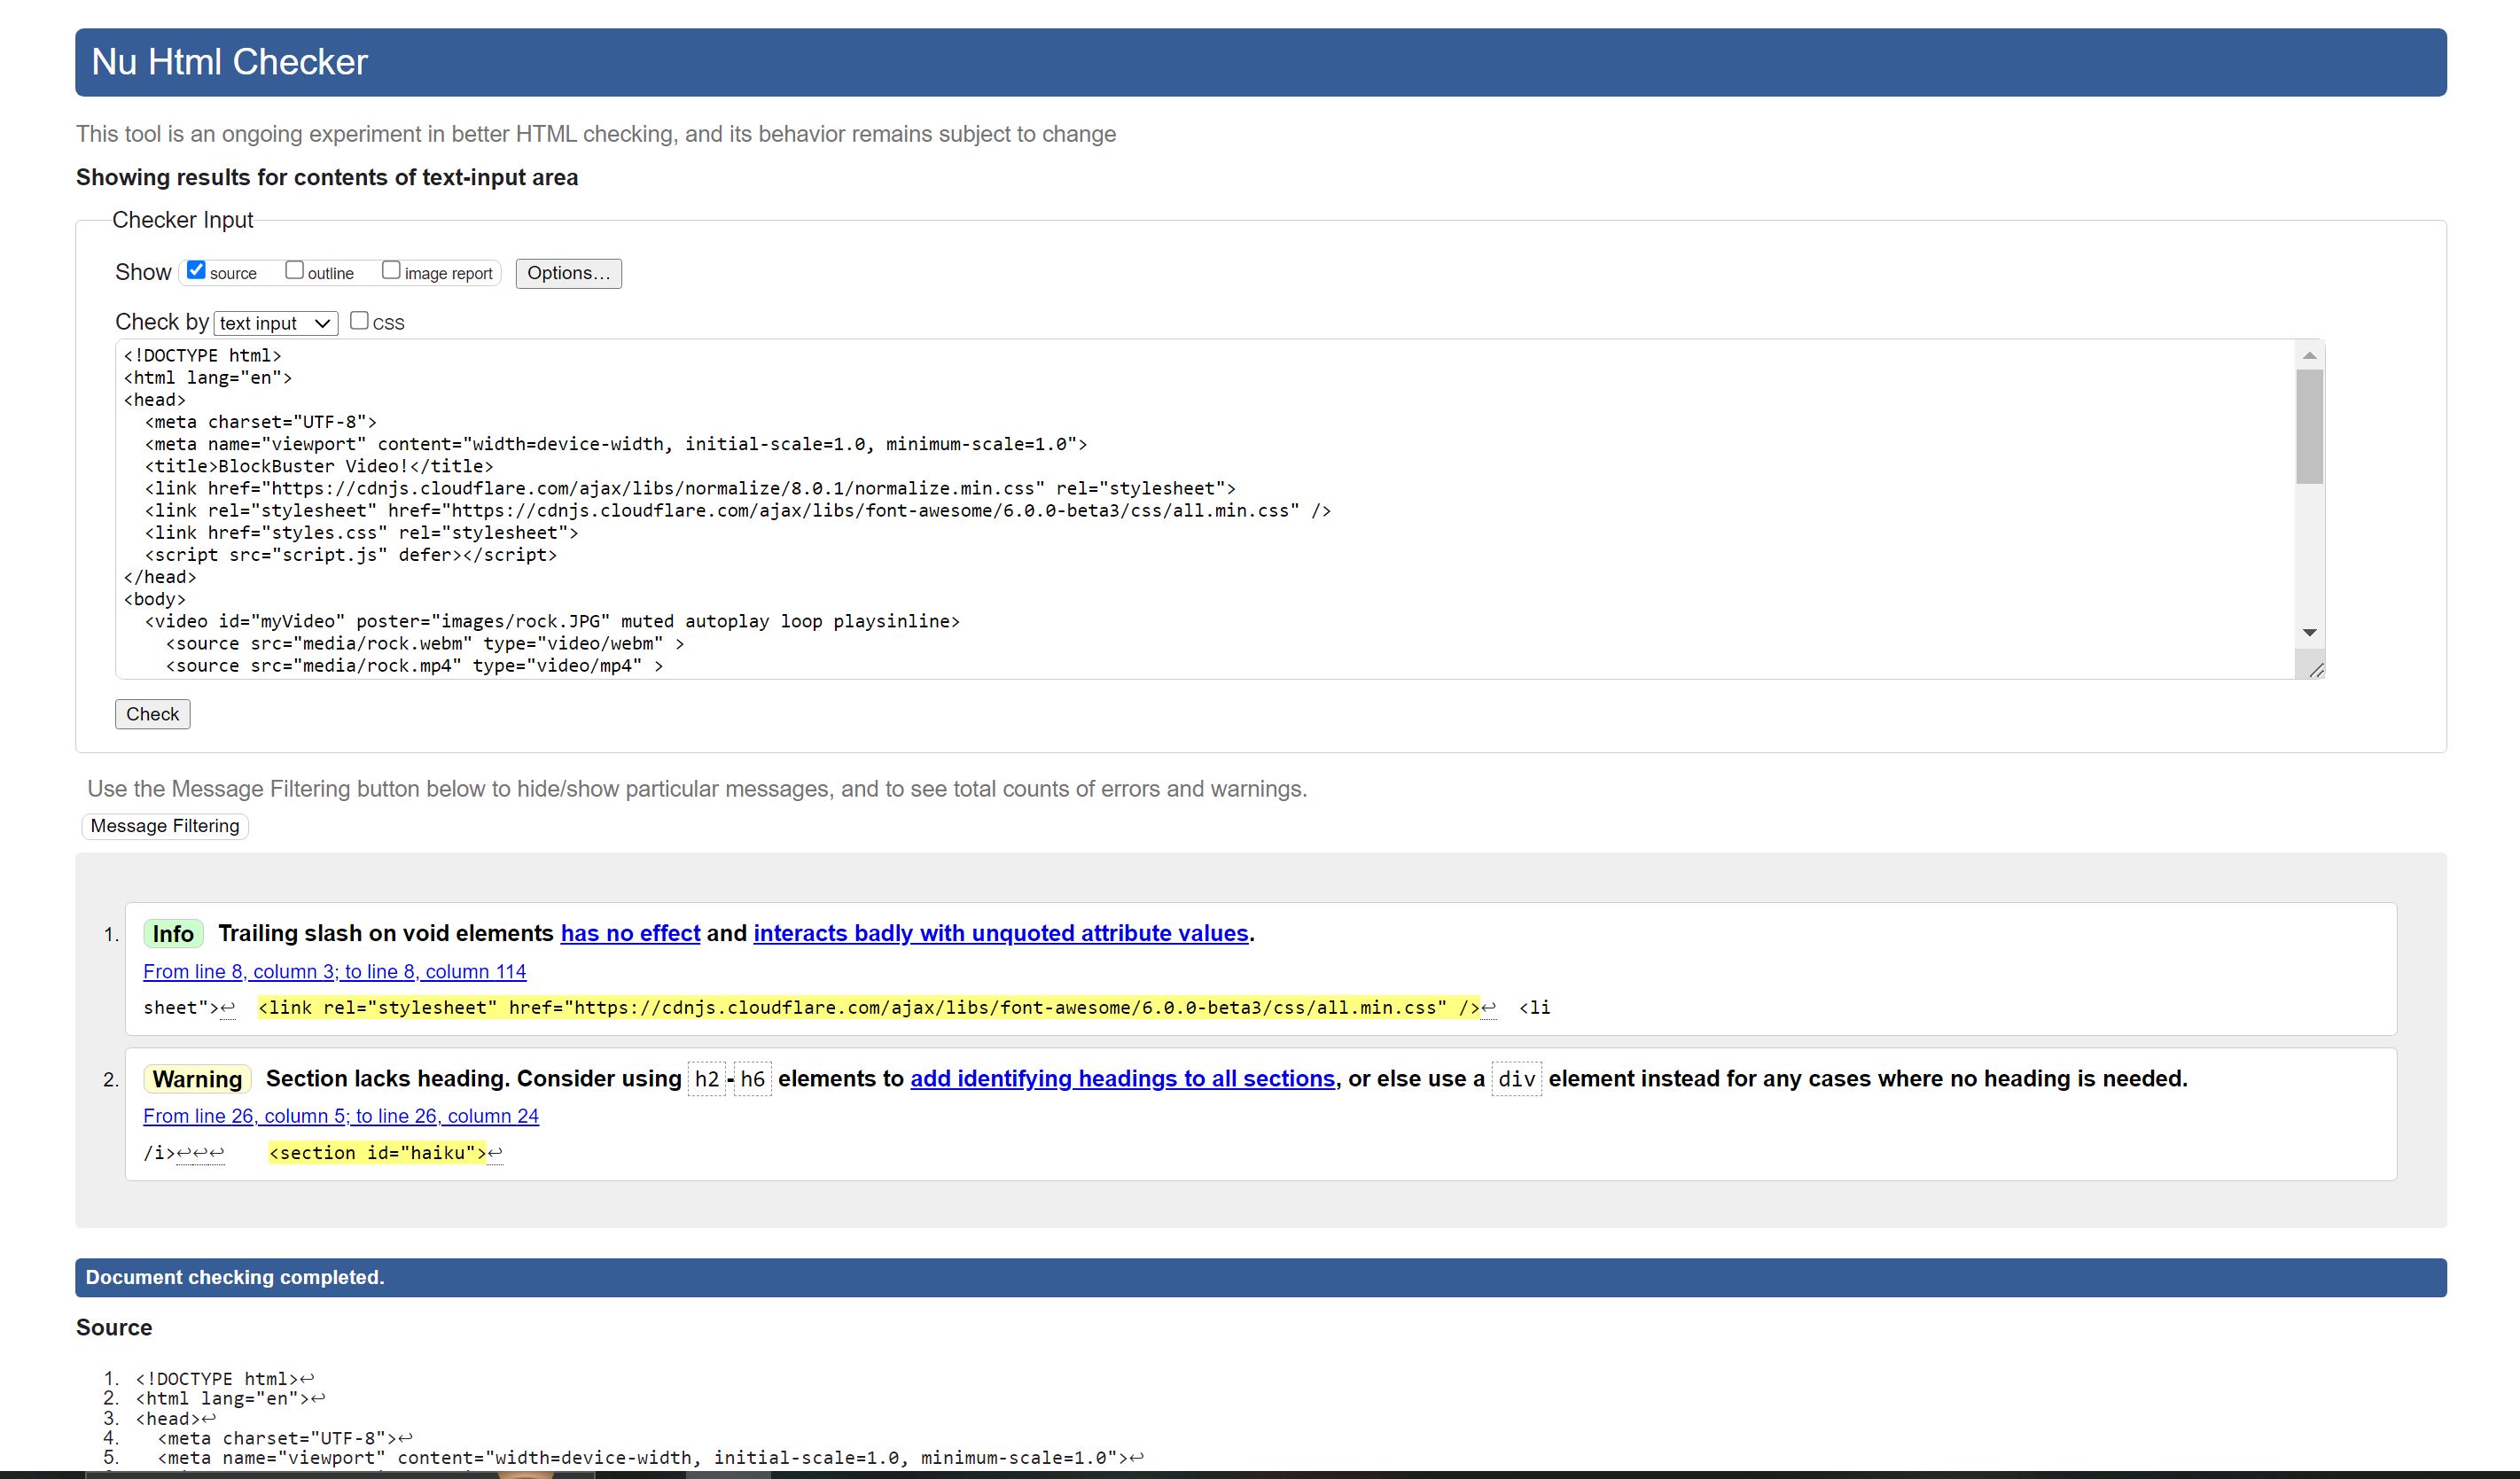 Nu Html Checker
This tool is an ongoing experiment in better HTML checking, and its behavior remains subject to change
Showing results for contents of text-input area
Checker Input
Show source outline image report Options...
Check by text input CSS
<!DOCTYPE html>
<html lang="en">
<head>
  <meta charset="UTF-8">
  <meta name="viewport" content="width=device-width, initial-scale=1.0, minimum-scale=1.0">
  <title>BlockBuster Video!</title>
  <link href="https://cdnjs.cloudflare.com/ajax/libs/normalize/8.0.1/normalize.min.css" rel="stylesheet">
  <link rel="stylesheet" href="https://cdnjs.cloudflare.com/ajax/libs/font-awesome/6.0.0-beta3/css/all.min.css" />
  <link href="styles.css" rel="stylesheet">
  <script src="script.js" defer></script>
</head>
<body>
  <video id="myVideo" poster="images/rock.JPG" muted autoplay loop playsinline>
    <source src="media/rock.webm" type="video/webm" >
    <source src="media/rock.mp4" type="video/mp4" >
Check
Use the Message Filtering button below to hide/show particular messages, and to see total counts of errors and warnings.
Message Filtering
1. Info Trailing slash on void elements has no effect and interacts badly with unquoted attribute values.
From line 8, column 3; to line 8, column 114
sheet">↩  <link rel="stylesheet" href="https://cdnjs.cloudflare.com/ajax/libs/font-awesome/6.0.0-beta3/css/all.min.css" />↩  <li
2. Warning Section lacks heading. Consider using h2-h6 elements to add identifying headings to all sections, or else use a div element instead for any cases where no heading is needed.
From line 26, column 5; to line 26, column 24
/i>↩↩↩    <section id="haiku">↩
Document checking completed.
Source
1. <!DOCTYPE html>↩
2. <html lang="en">↩
3. <head>↩
4.   <meta charset="UTF-8">↩
5.   <meta name="viewport" content="width=device-width, initial-scale=1.0, minimum-scale=1.0">↩